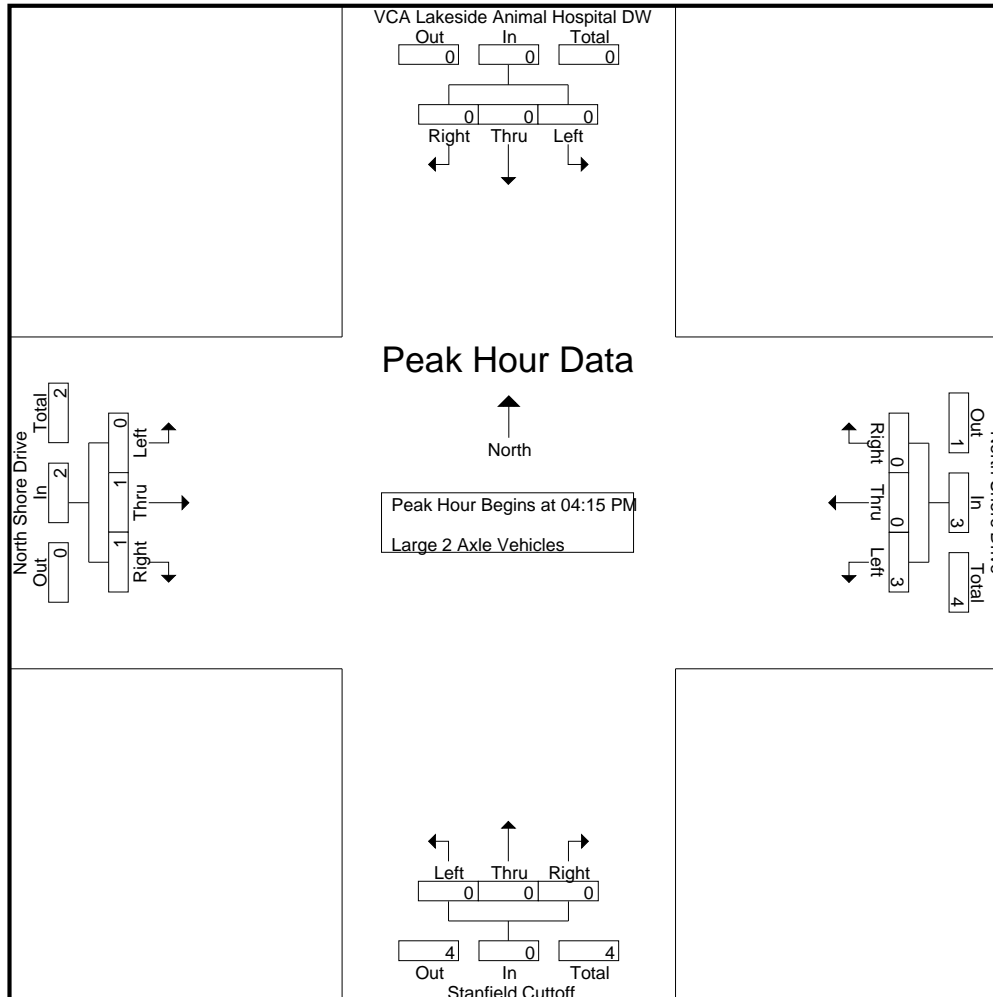 VCA Lakeside Animal Hospital DW
Out In Total
0 0 0
0 0 0
Right Thru Left
Peak Hour Data
North
Peak Hour Begins at 04:15 PM
Large 2 Axle Vehicles
North Shore Drive
Total In Out
2 2 0
0 1 1
Left Thru Right
Right Thru Left
0 0 3
Out In Total
1 3 4
Left Thru Right
0 0 0
4 0 4
Out In Total
Stanfield Cuttoff